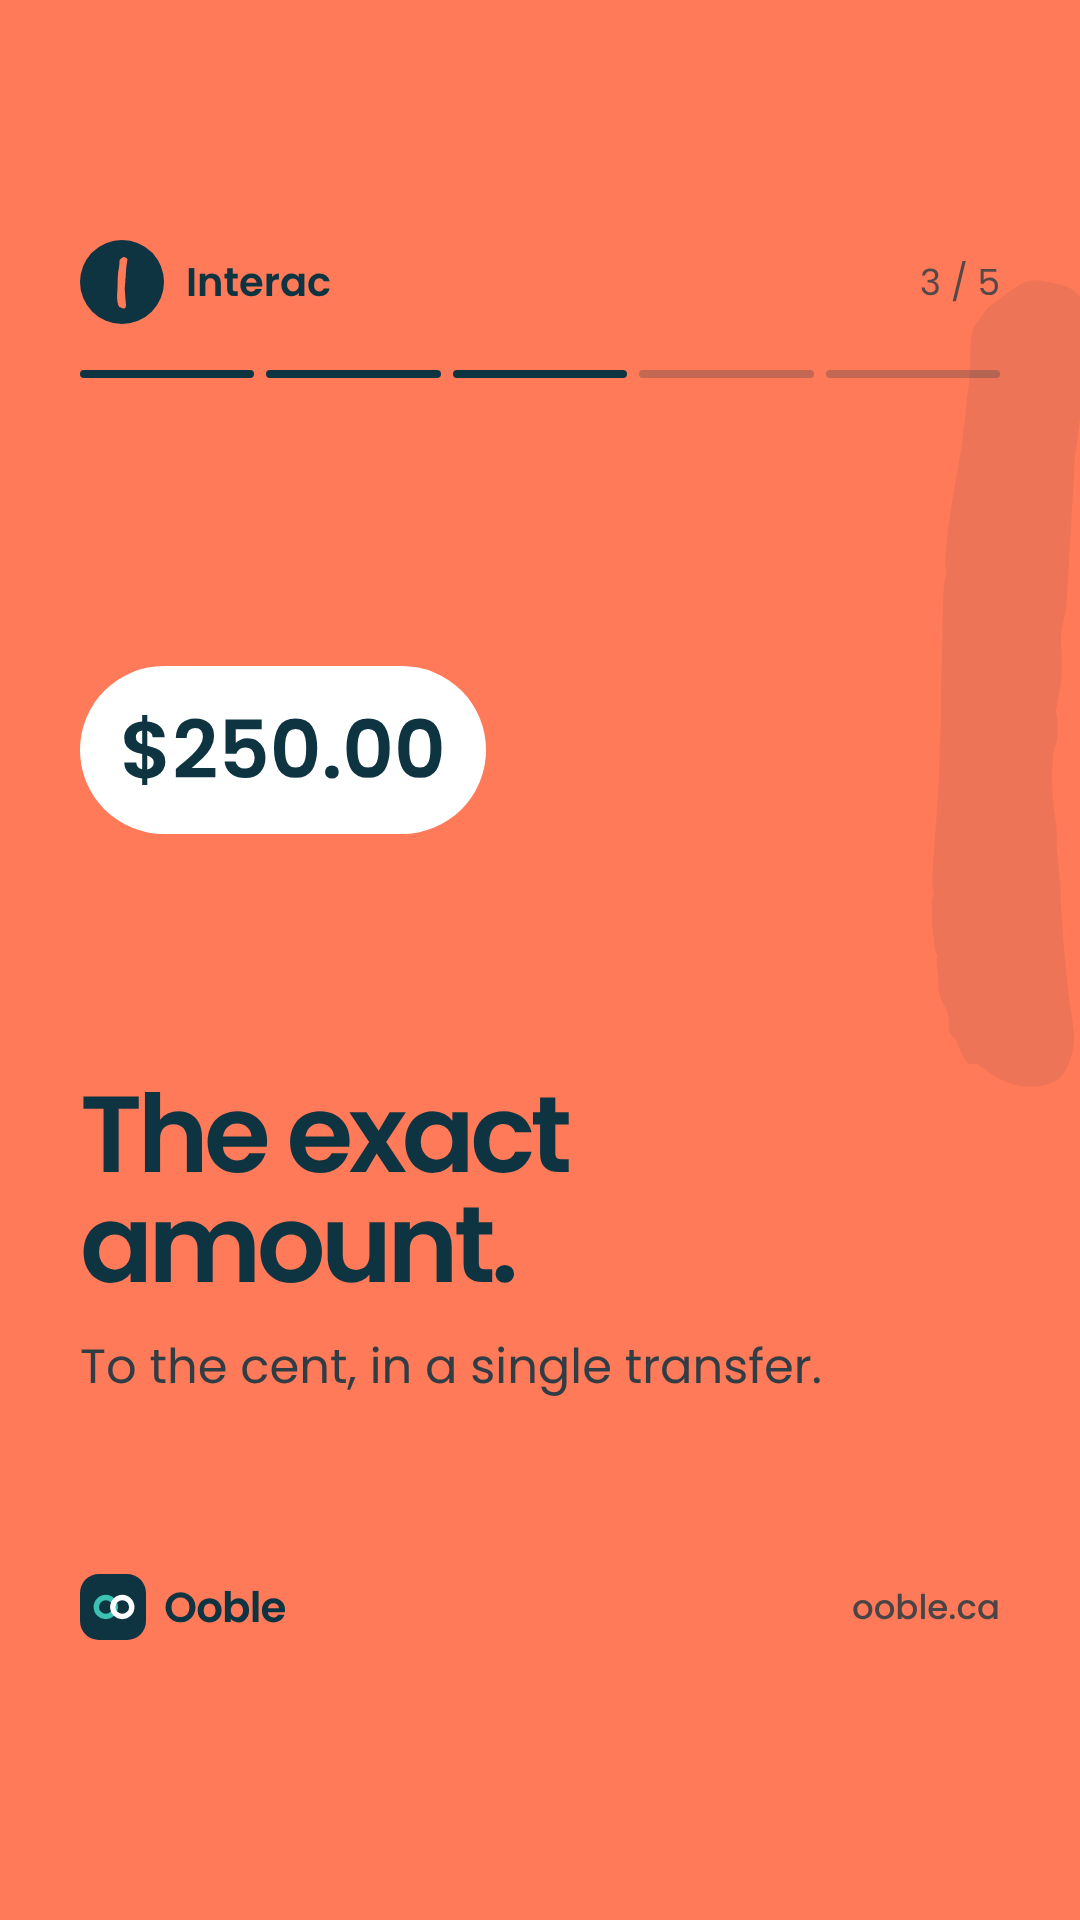 Interac
3 / 5
$250.00
The exact
amount.
To the cent, in a single transfer.
Ooble
ooble.ca